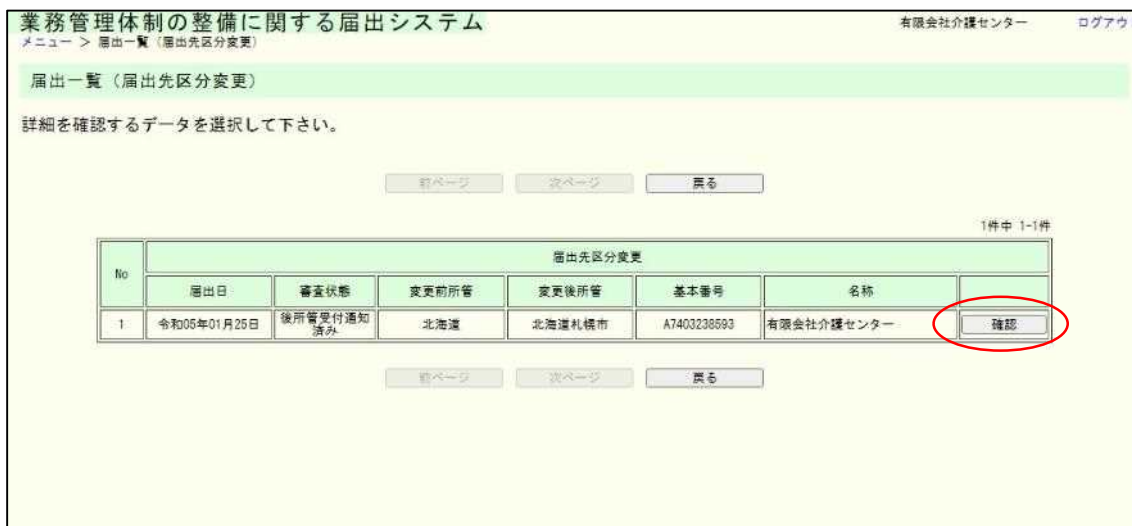 業務管理体制の整備に関する届出システム 有限会社介護センター ログアウ
メニュー > 届出一覧（届出先区分変更）
届出一覧（届出先区分変更）
詳細を確認するデータを選択して下さい。
前ページ 次ページ 戻る
1件中 1-1件
No 届出先区分変更
届出日 審査状態 変更前所管 変更後所管 基本番号 名称
1 令和05年01月25日 後所管受付通知済み 北海道 北海道札幌市 A7403238593 有限会社介護センター 確認
前ページ 次ページ 戻る